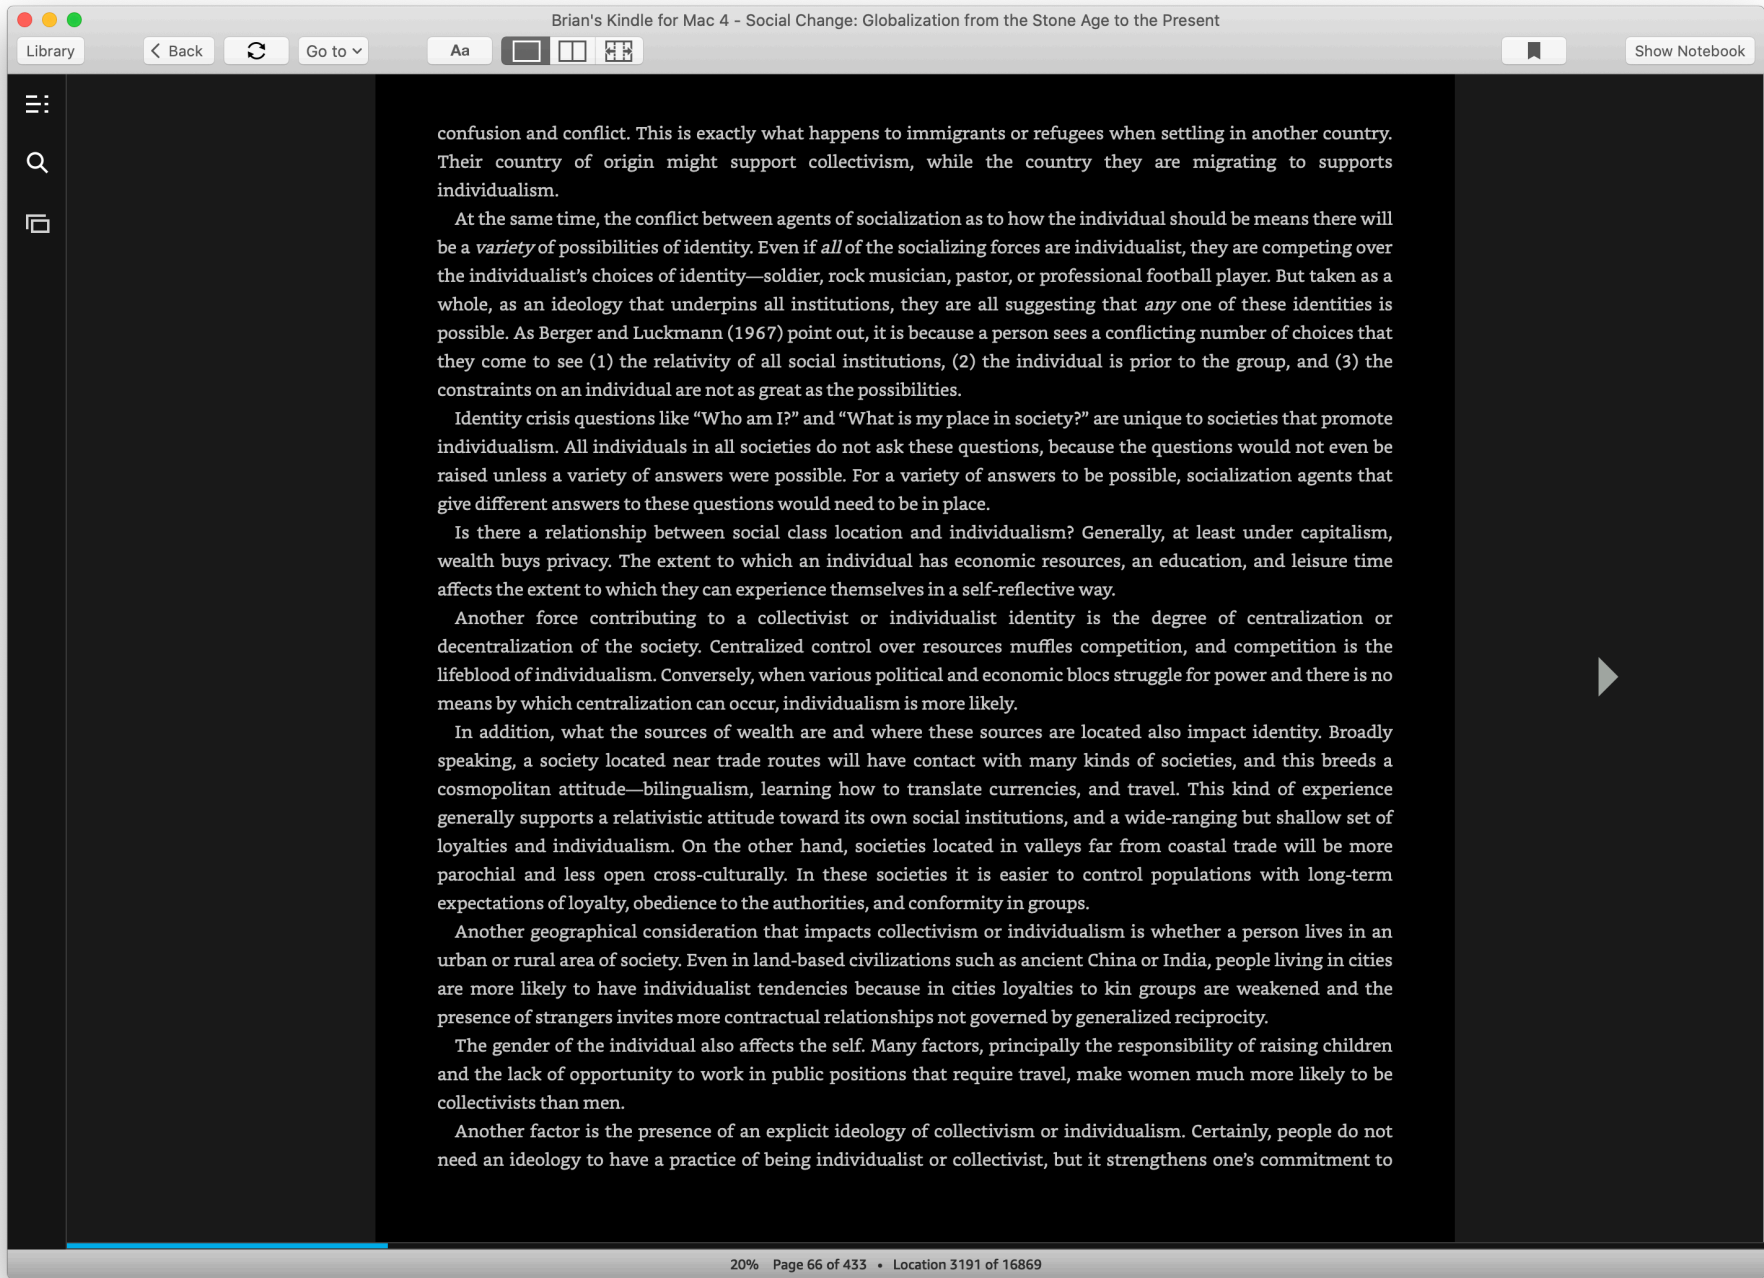 Brian's Kindle for Mac 4 - Social Change: Globalization from the Stone Age to the Present
Library
Back
Go to
Aa
Show Notebook
confusion and conflict. This is exactly what happens to immigrants or refugees when settling in another country.
Their country of origin might support collectivism, while the country they are migrating to supports
individualism.
At the same time, the conflict between agents of socialization as to how the individual should be means there will
be a variety of possibilities of identity. Even if all of the socializing forces are individualist, they are competing over
the individualist’s choices of identity—soldier, rock musician, pastor, or professional football player. But taken as a
whole, as an ideology that underpins all institutions, they are all suggesting that any one of these identities is
possible. As Berger and Luckmann (1967) point out, it is because a person sees a conflicting number of choices that
they come to see (1) the relativity of all social institutions, (2) the individual is prior to the group, and (3) the
constraints on an individual are not as great as the possibilities.
Identity crisis questions like “Who am I?” and “What is my place in society?” are unique to societies that promote
individualism. All individuals in all societies do not ask these questions, because the questions would not even be
raised unless a variety of answers were possible. For a variety of answers to be possible, socialization agents that
give different answers to these questions would need to be in place.
Is there a relationship between social class location and individualism? Generally, at least under capitalism,
wealth buys privacy. The extent to which an individual has economic resources, an education, and leisure time
affects the extent to which they can experience themselves in a self-reflective way.
Another force contributing to a collectivist or individualist identity is the degree of centralization or
decentralization of the society. Centralized control over resources muffles competition, and competition is the
lifeblood of individualism. Conversely, when various political and economic blocs struggle for power and there is no
means by which centralization can occur, individualism is more likely.
In addition, what the sources of wealth are and where these sources are located also impact identity. Broadly
speaking, a society located near trade routes will have contact with many kinds of societies, and this breeds a
cosmopolitan attitude—bilingualism, learning how to translate currencies, and travel. This kind of experience
generally supports a relativistic attitude toward its own social institutions, and a wide-ranging but shallow set of
loyalties and individualism. On the other hand, societies located in valleys far from coastal trade will be more
parochial and less open cross-culturally. In these societies it is easier to control populations with long-term
expectations of loyalty, obedience to the authorities, and conformity in groups.
Another geographical consideration that impacts collectivism or individualism is whether a person lives in an
urban or rural area of society. Even in land-based civilizations such as ancient China or India, people living in cities
are more likely to have individualist tendencies because in cities loyalties to kin groups are weakened and the
presence of strangers invites more contractual relationships not governed by generalized reciprocity.
The gender of the individual also affects the self. Many factors, principally the responsibility of raising children
and the lack of opportunity to work in public positions that require travel, make women much more likely to be
collectivists than men.
Another factor is the presence of an explicit ideology of collectivism or individualism. Certainly, people do not
need an ideology to have a practice of being individualist or collectivist, but it strengthens one’s commitment to
20% Page 66 of 433 • Location 3191 of 16869